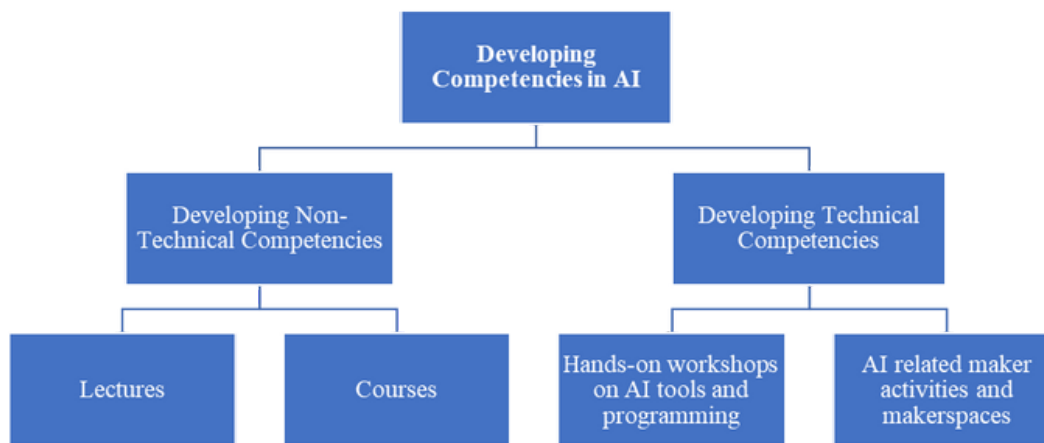 Developing
Competencies in AI
Developing Non-
Technical Competencies
Developing Technical
Competencies
Lectures
Courses
Hands-on workshops
on AI tools and
programming
AI related maker
activities and
makerspaces